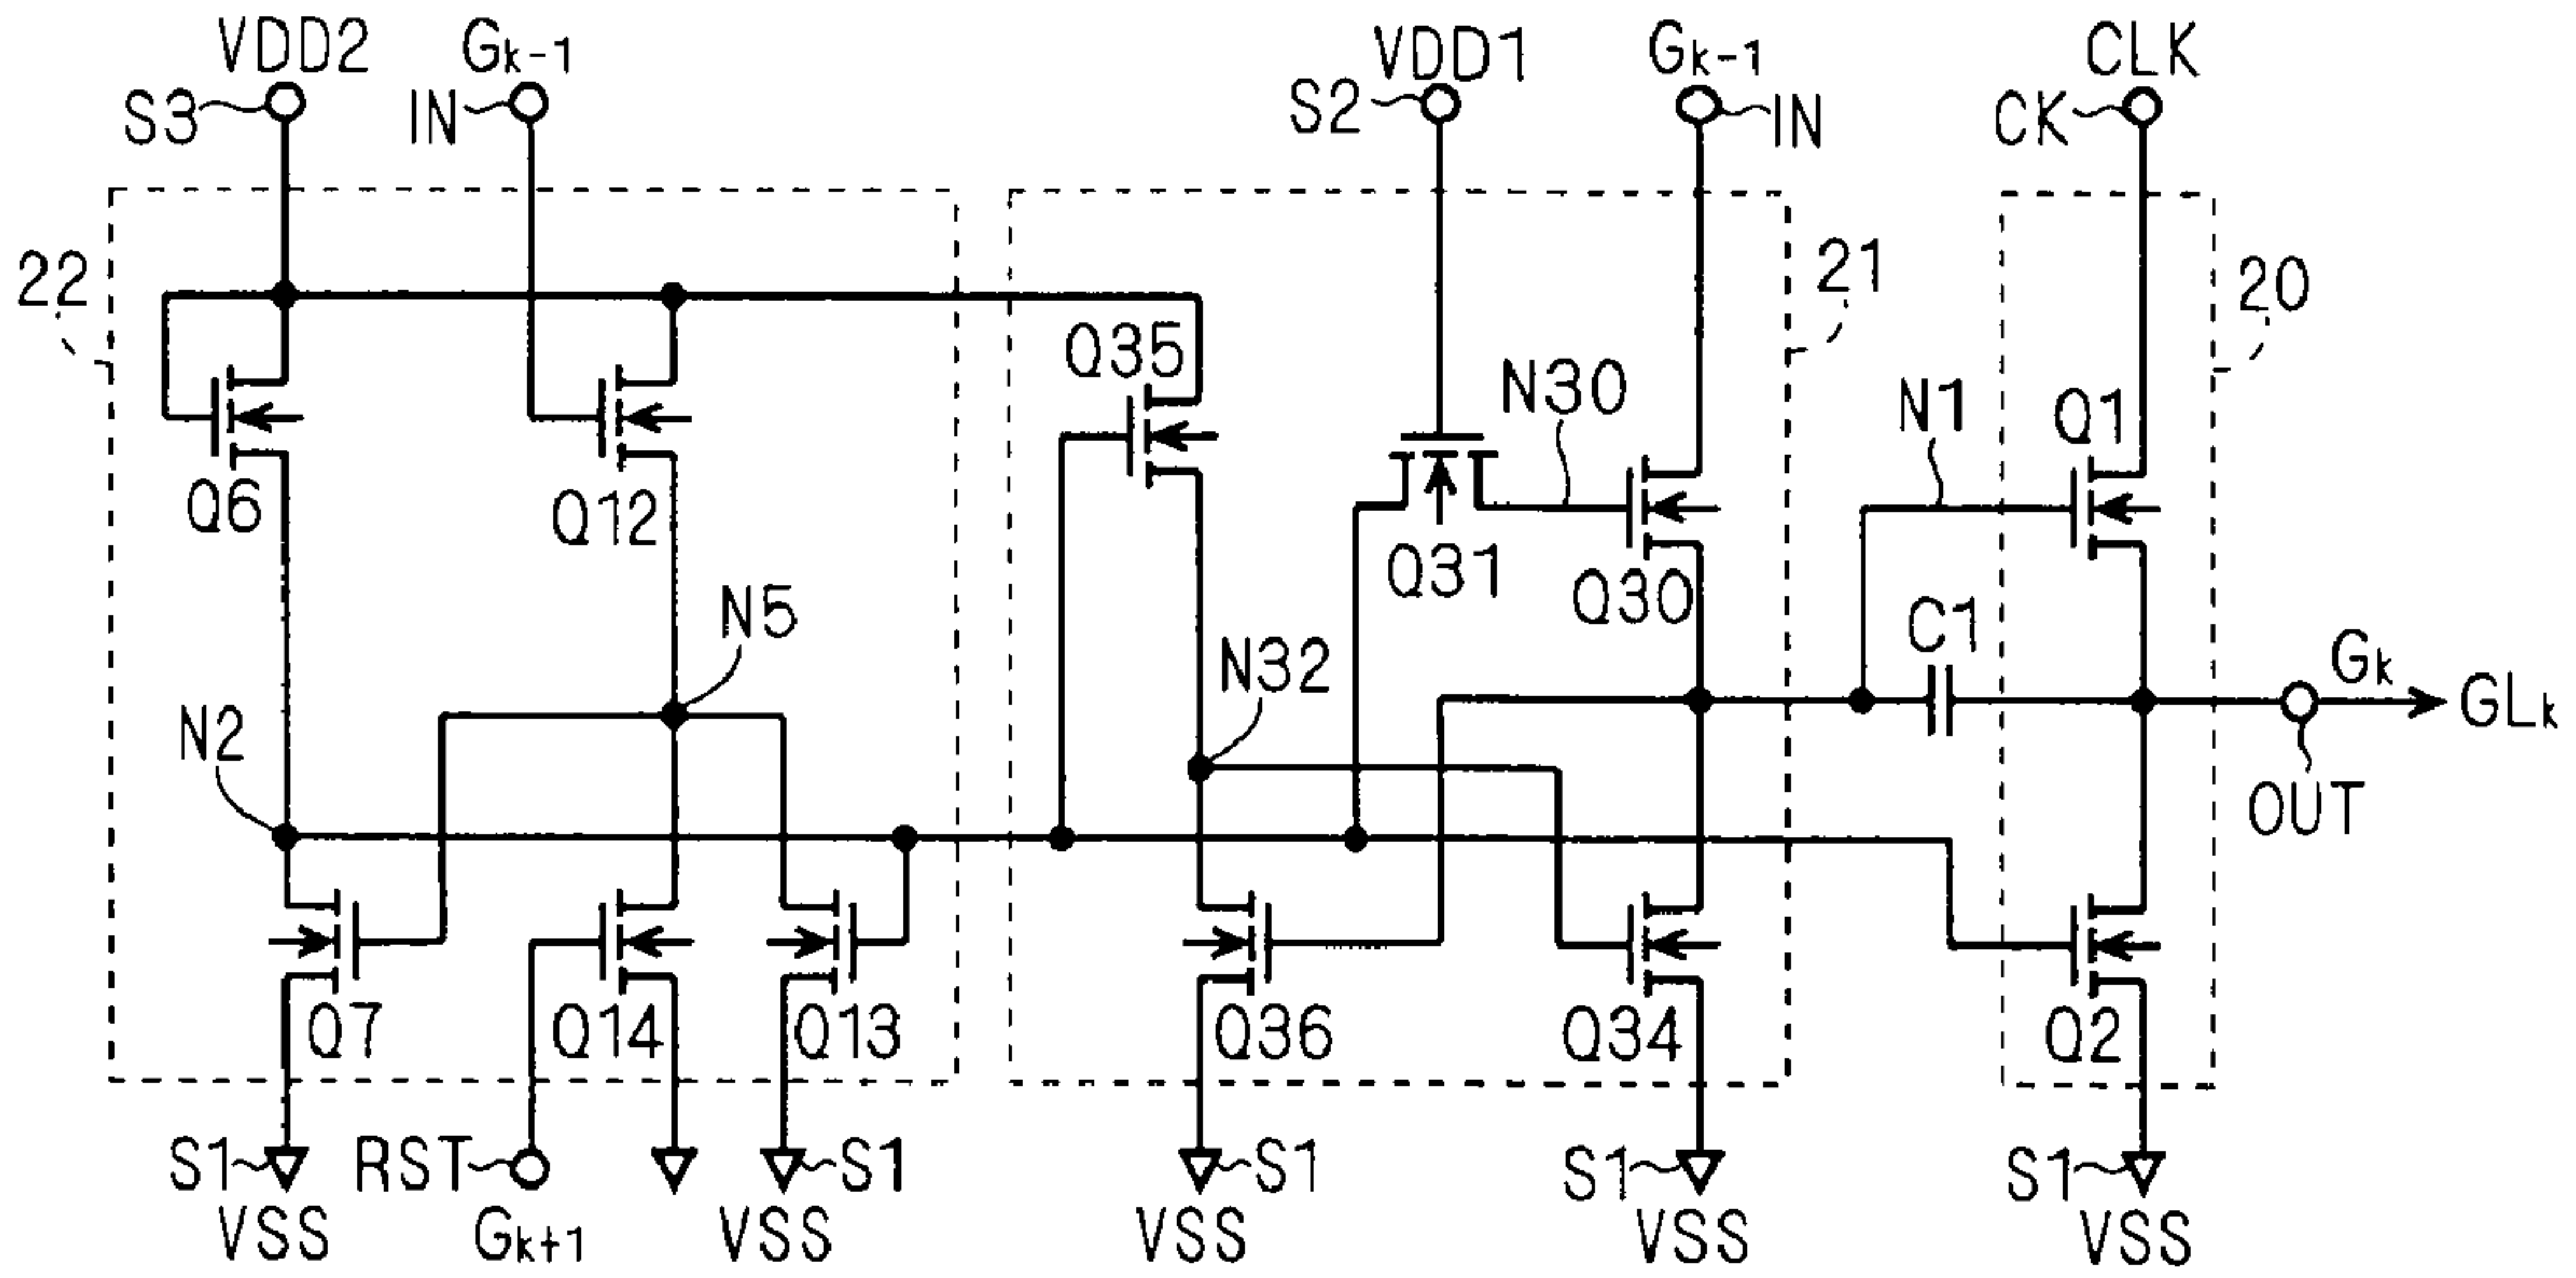 VDD2
Gk-1
VDD1
Gk-1
CLK
S3
IN
S2
IN
CK
22
21
20
Q35
N30
N1
Q1
Q6
Q12
Q31
Q30
N5
C1
N32
Gk
GLk
N2
OUT
Q7
Q14
Q13
Q36
Q34
Q2
S1
RST
S1
S1
S1
S1
VSS
Gk+1
VSS
VSS
VSS
VSS